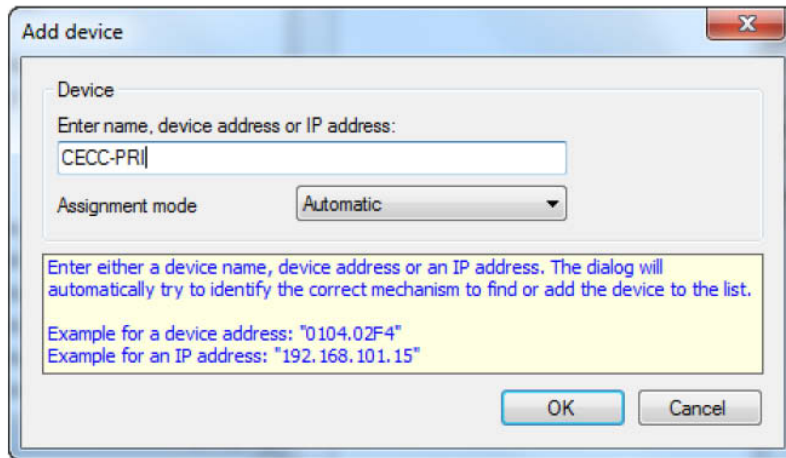 Add device
Device
Enter name, device address or IP address:
CECC-PRI
Assignment mode
Automatic
Enter either a device name, device address or an IP address. The dialog will
automatically try to identify the correct mechanism to find or add the device to the list.
Example for a device address: "0104.02F4"
Example for an IP address: "192.168.101.15"
OK
Cancel